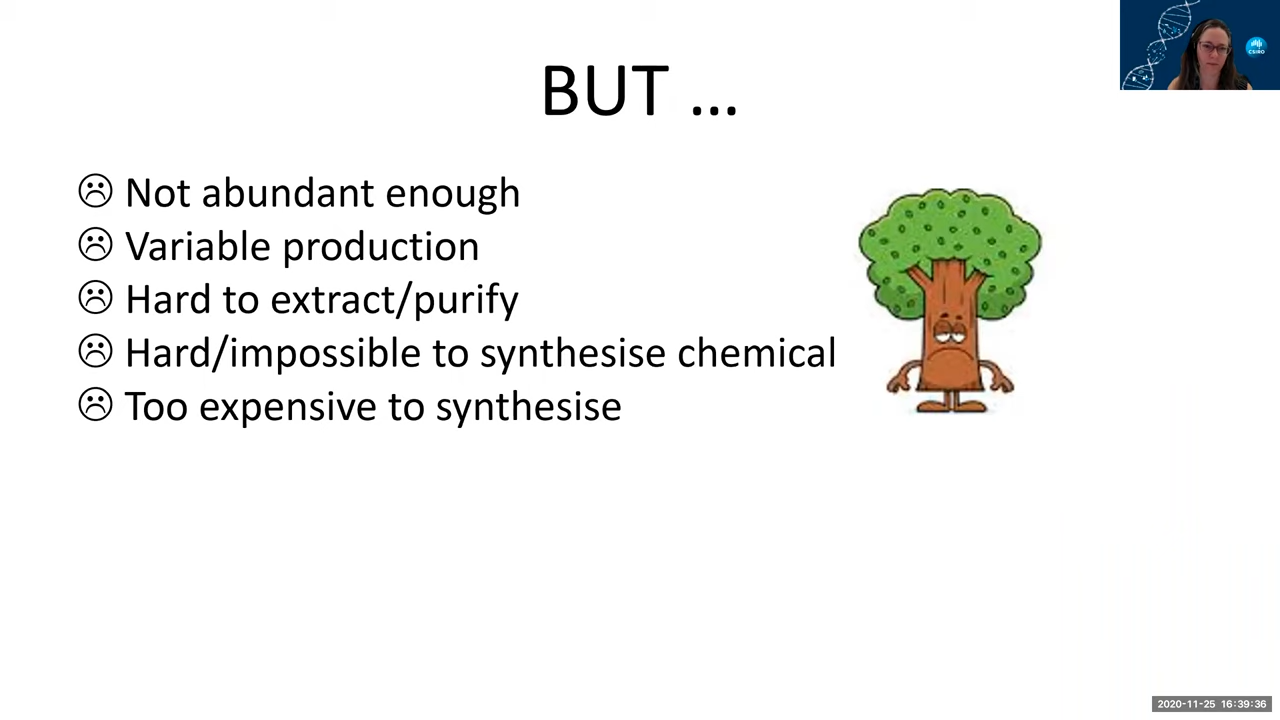 BUT ...
☹ Not abundant enough
☹ Variable production
☹ Hard to extract/purify
☹ Hard/impossible to synthesise chemical
☹ Too expensive to synthesise
CSIRO
2020-11-25 16:39:36